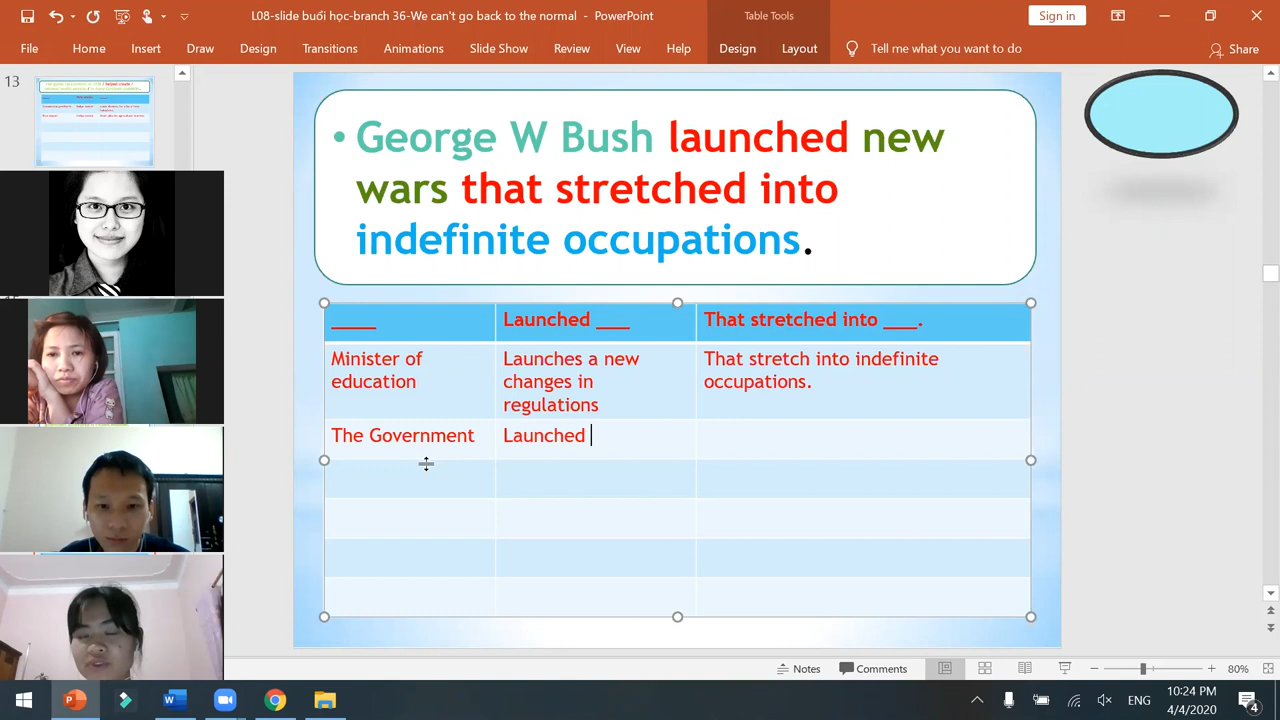 L08-slide buổi học-branch 36-We can't go back to the normal - PowerPoint
Table Tools
Sign in
File Home Insert Draw Design Transitions Animations Slide Show Review View Help Design Layout Tell me what you want to do Share
13
• George W Bush launched new
wars that stretched into
indefinite occupations.
____ Launched ___ That stretched into ___.
Minister of education
Launches a new changes in regulations
That stretch into indefinite occupations.
The Government Launched
Notes Comments 80%
ENG
10:24 PM
4/4/2020
4